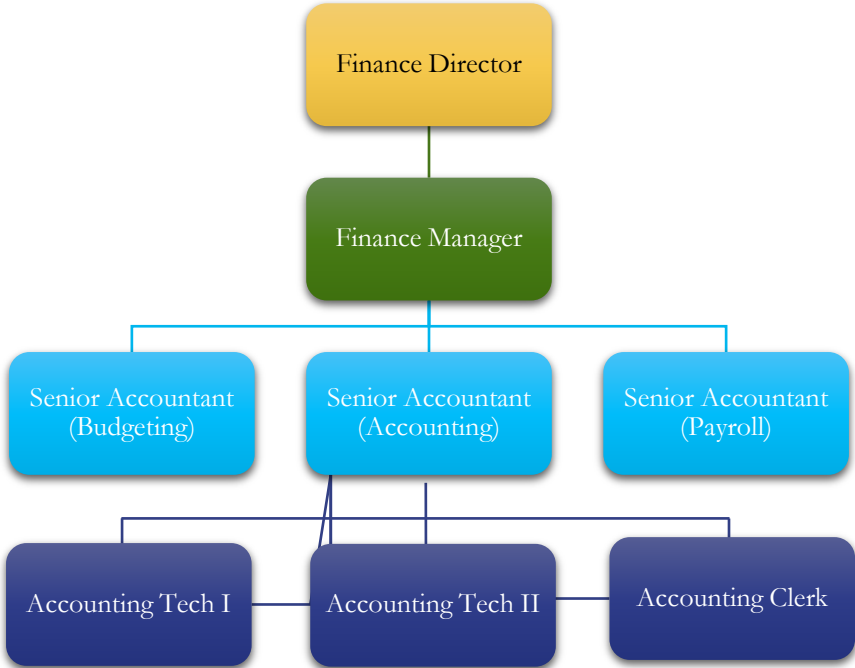 Finance Director
Finance Manager
Senior Accountant
(Budgeting)
Senior Accountant
(Accounting)
Senior Accountant
(Payroll)
Accounting Tech I
Accounting Tech II
Accounting Clerk